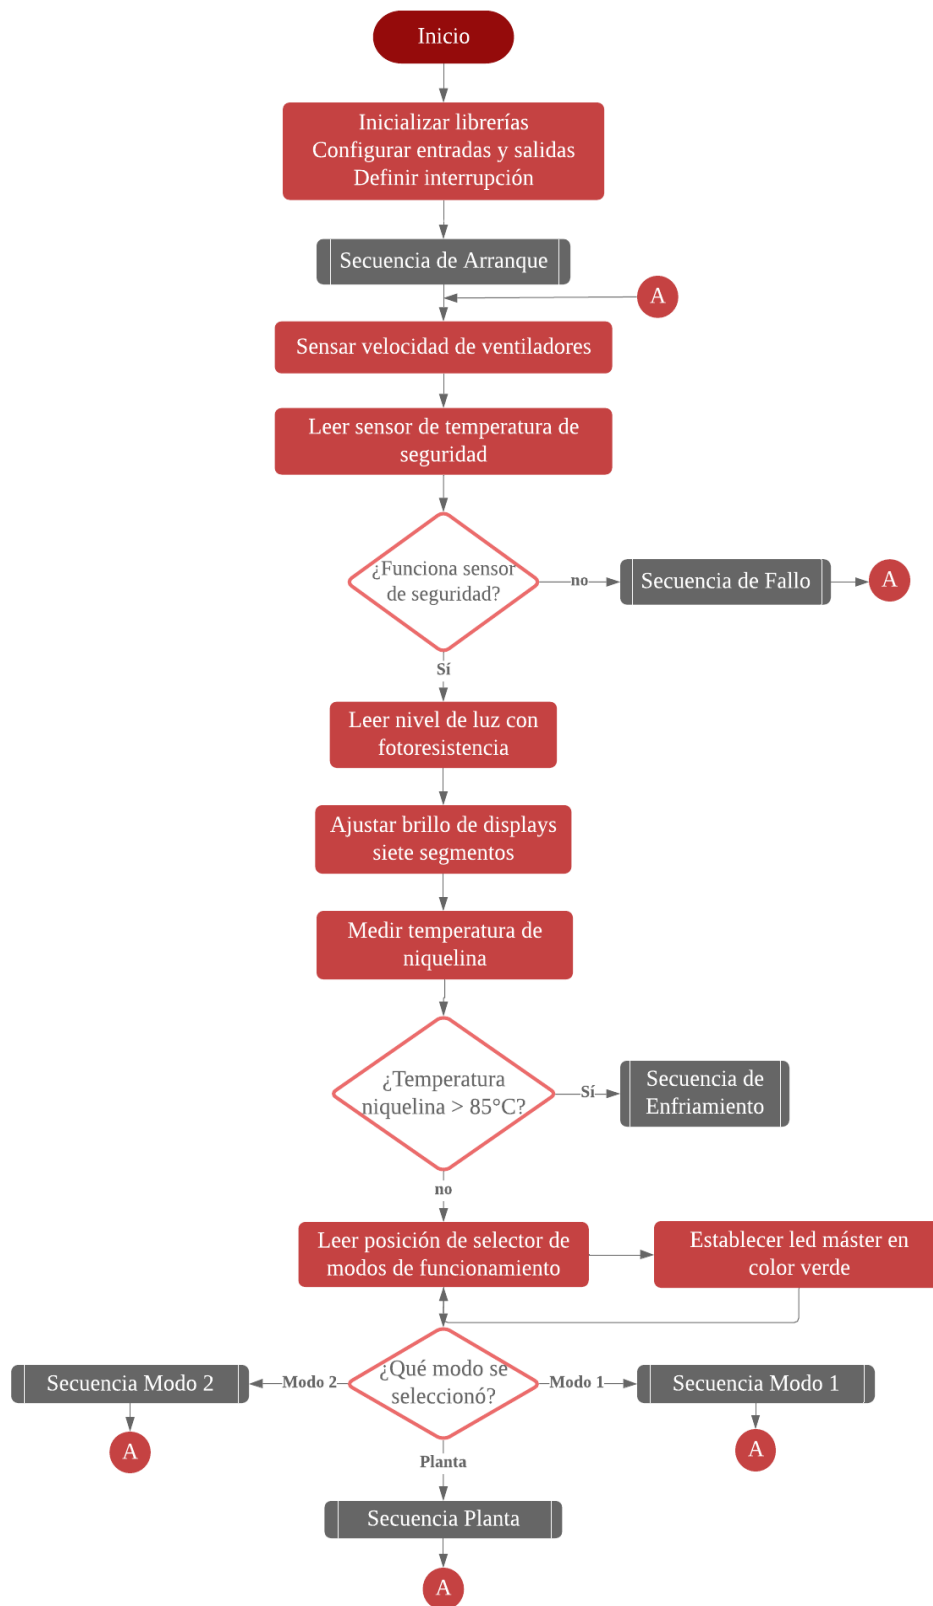 Inicio
Inicializar librerías
Configurar entradas y salidas
Definir interrupción
Secuencia de Arranque
A
Sensar velocidad de ventiladores
Leer sensor de temperatura de
seguridad
¿Funciona sensor
de seguridad?
no
Secuencia de Fallo
A
Sí
Leer nivel de luz con
fotoresistencia
Ajustar brillo de displays
siete segmentos
Medir temperatura de
niquelina
¿Temperatura
niquelina > 85°C?
Sí
Secuencia de
Enfriamiento
no
Leer posición de selector de
modos de funcionamiento
Establecer led máster en
color verde
¿Qué modo se
seleccionó?
Modo 2
Secuencia Modo 2
A
Modo 1
Secuencia Modo 1
A
Planta
Secuencia Planta
A